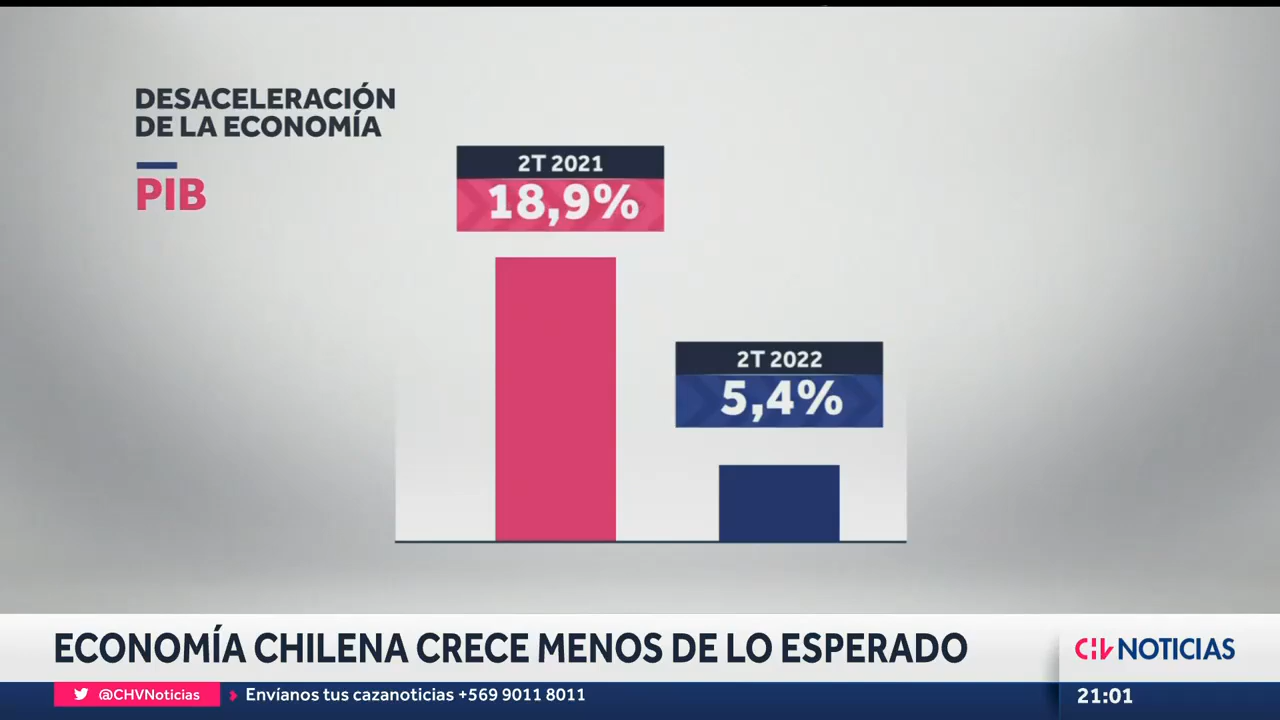 DESACELERACIÓN
DE LA ECONOMÍA
PIB
2T 2021
18,9%
2T 2022
5,4%
ECONOMÍA CHILENA CRECE MENOS DE LO ESPERADO
CHV NOTICIAS
@CHVNoticias
Envíanos tus cazanoticias +569 9011 8011
21:01